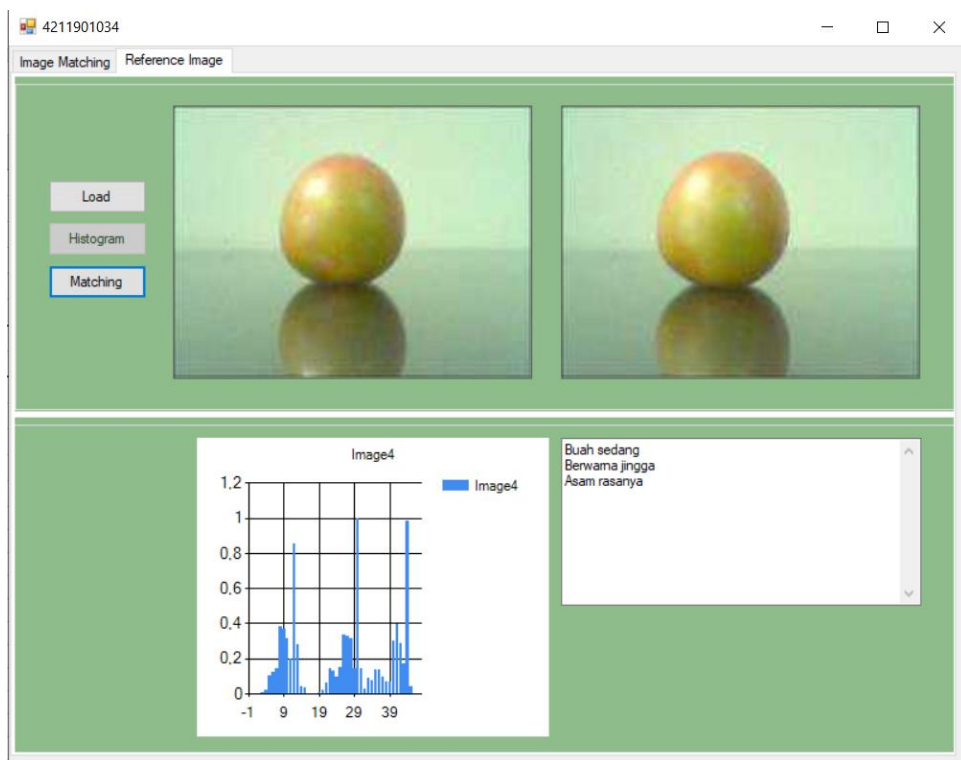 4211901034
Image Matching
Reference Image
Load
Histogram
Matching
Image4
Image4
1,2
1
0,8
0,6
0,4
0,2
0
-1 9 19 29 39
Buah sedang
Berwarna jingga
Asam rasanya